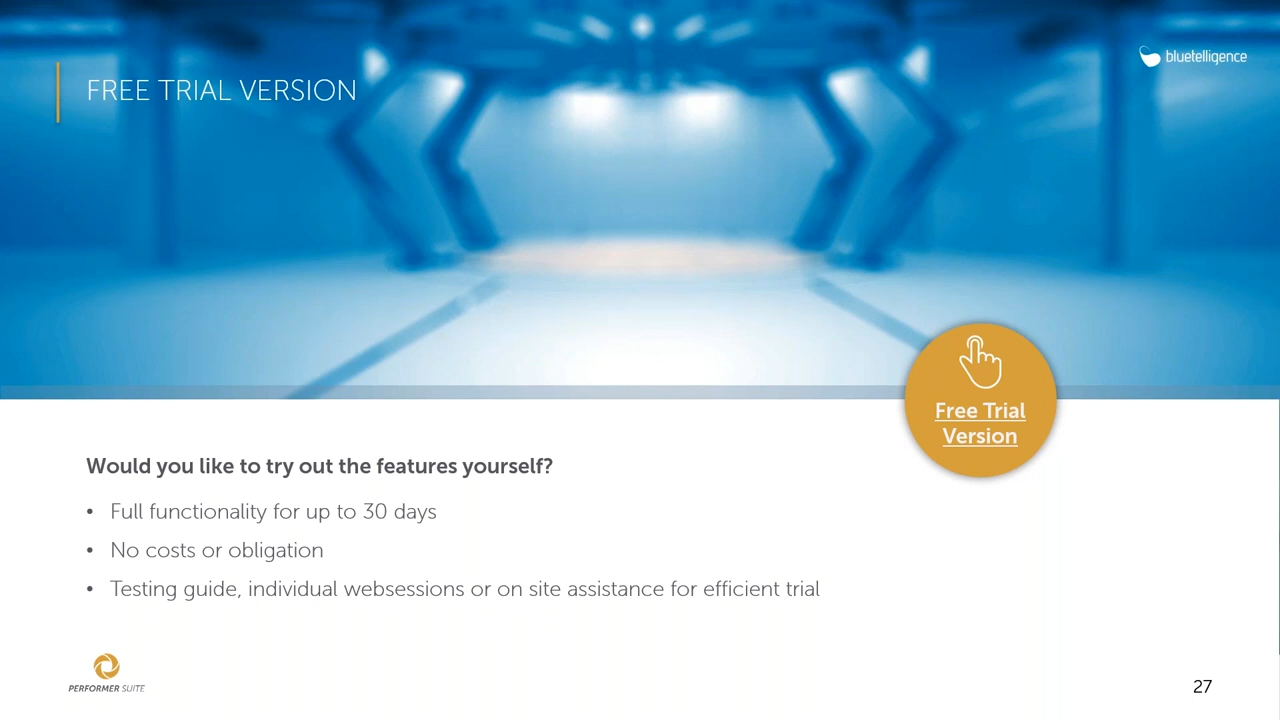 FREE TRIAL VERSION
bluetelligence
Free Trial
Version
Would you like to try out the features yourself?
• Full functionality for up to 30 days
• No costs or obligation
• Testing guide, individual websessions or on site assistance for efficient trial
PERFORMER SUITE
27